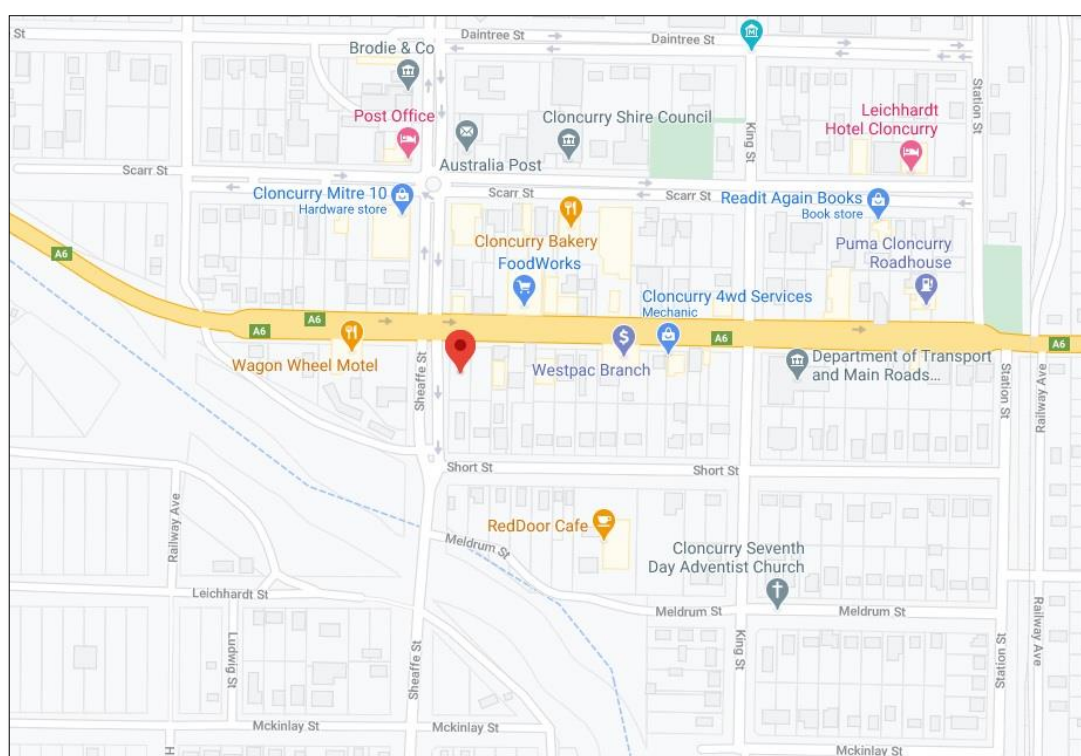 St
Daintree St
Daintree St
Brodie & Co
Station St
Post Office
Cloncurry Shire Council
Leichhardt
Hotel Cloncurry
King St
Australia Post
Scarr St
Scarr St
Scarr St
Cloncurry Mitre 10
Hardware store
Readit Again Books
Book store
Cloncurry Bakery
FoodWorks
Puma Cloncurry
Roadhouse
A6
Cloncurry 4wd Services
Mechanic
A6
A6
A6
A6
Wagon Wheel Motel
Sheaffe St
$
Westpac Branch
Department of Transport
and Main Roads...
Station St
Railway Ave
Short St
Short St
Railway Ave
RedDoor Cafe
Meldrum St
Cloncurry Seventh
Day Adventist Church
Leichhardt St
Meldrum St
Meldrum St
Ludwig St
Sheaffe St
King St
Station St
Railway Ave
Mckinlay St
Mckinlay St
H
Mckinlay St